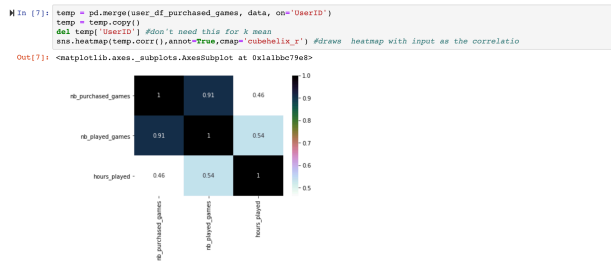 In [7]: temp = pd.merge(user_df_purchased_games, data, on='UserID')
temp = temp.copy()
del temp['UserID'] #don't need this for k mean
sns.heatmap(temp.corr(),annot=True,cmap='cubehelix_r') #draws heatmap with input as the correlatio
Out[7]: <matplotlib.axes._subplots.AxesSubplot at 0x1a1bbc79e8>
nb_purchased_games 1 0.91 0.46
nb_played_games 0.91 1 0.54
hours_played 0.46 0.54 1
nb_purchased_games
nb_played_games
hours_played
1.0
0.9
0.8
0.7
0.6
0.5